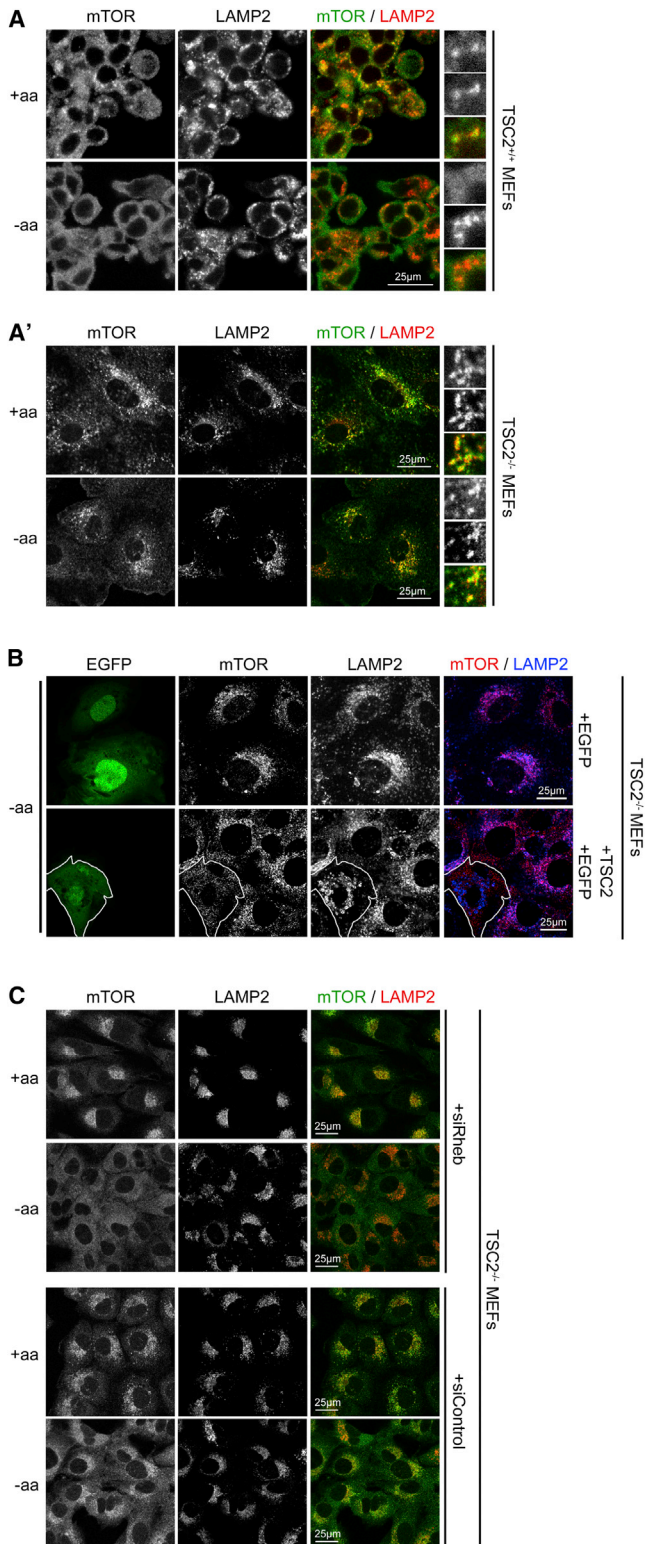 A
mTOR LAMP2 mTOR / LAMP2
+aa
-aa
25µm
TSC2+/+ MEFs
A'
mTOR LAMP2 mTOR / LAMP2
+aa
25µm
-aa
25µm
TSC2-/- MEFs
B
EGFP mTOR LAMP2 mTOR / LAMP2
-aa
25µm
+EGFP
25µm
+TSC2
+EGFP
TSC2-/- MEFs
C
mTOR LAMP2 mTOR / LAMP2
+aa
25µm
-aa
25µm
+siRheb
+aa
25µm
-aa
25µm
+siControl
TSC2-/- MEFs